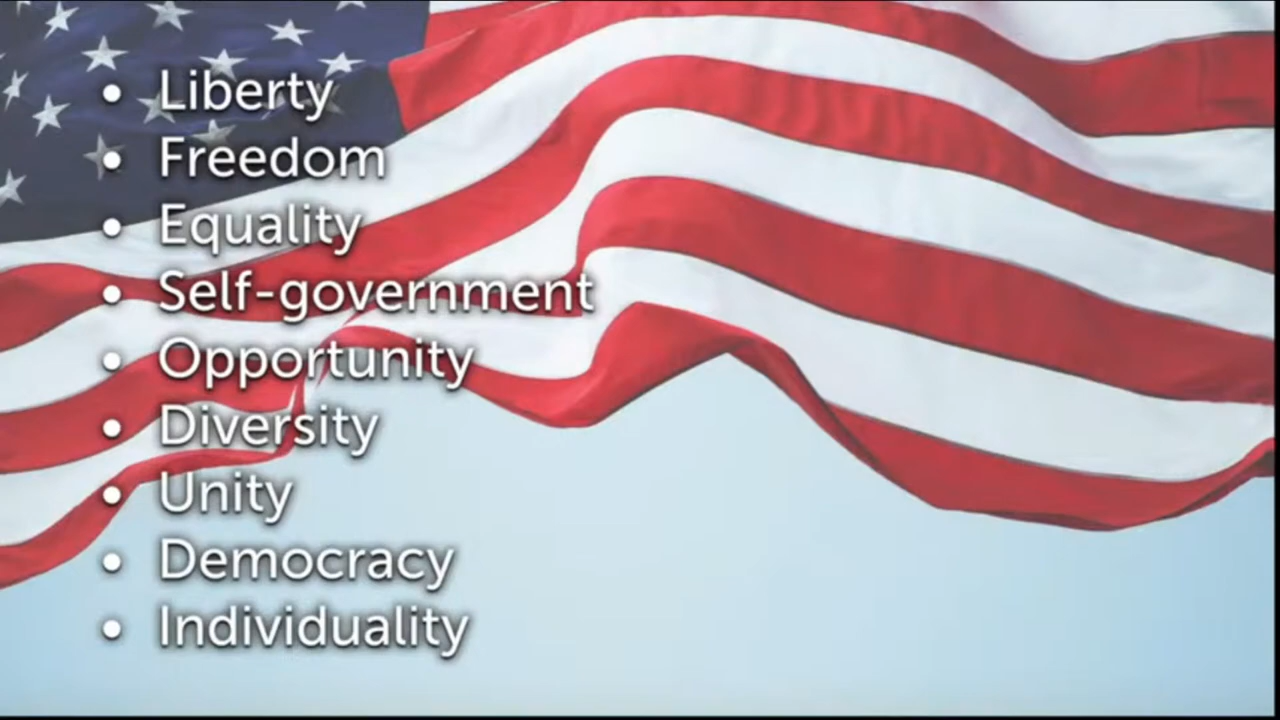 • Liberty
• Freedom
• Equality
• Self-government
• Opportunity
• Diversity
• Unity
• Democracy
• Individuality